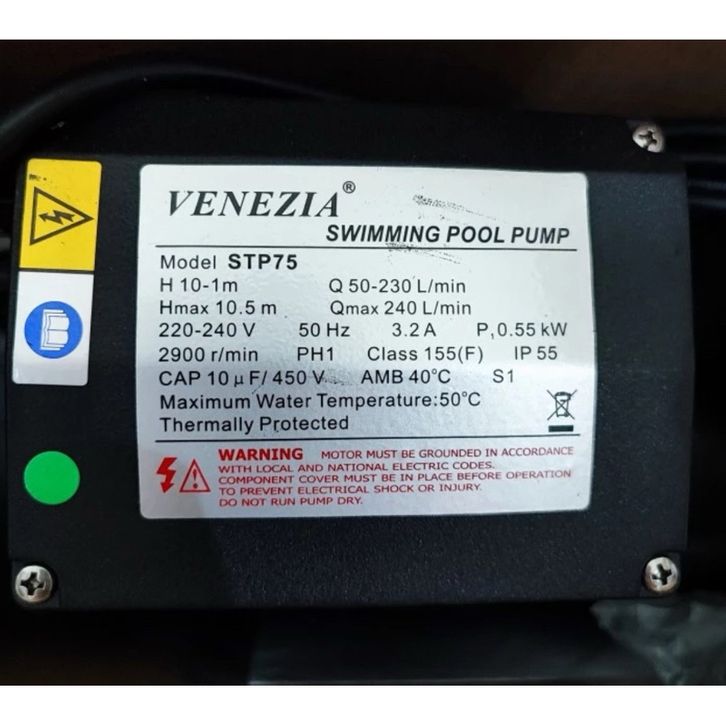 VENEZIA®
SWIMMING POOL PUMP
Model STP75
H 10-1m Q 50-230 L/min
Hmax 10.5 m Qmax 240 L/min
220-240 V 50 Hz 3.2 A P₁ 0.55 kW
2900 r/min PH1 Class 155(F) IP 55
CAP 10 μF/ 450 V AMB 40°C S1
Maximum Water Temperature:50°C
Thermally Protected
WARNING MOTOR MUST BE GROUNDED IN ACCORDANCE
WITH LOCAL AND NATIONAL ELECTRIC CODES.
COMPONENT COVER MUST BE IN PLACE BEFORE OPERATION
TO PREVENT ELECTRICAL SHOCK OR INJURY.
DO NOT RUN PUMP DRY.